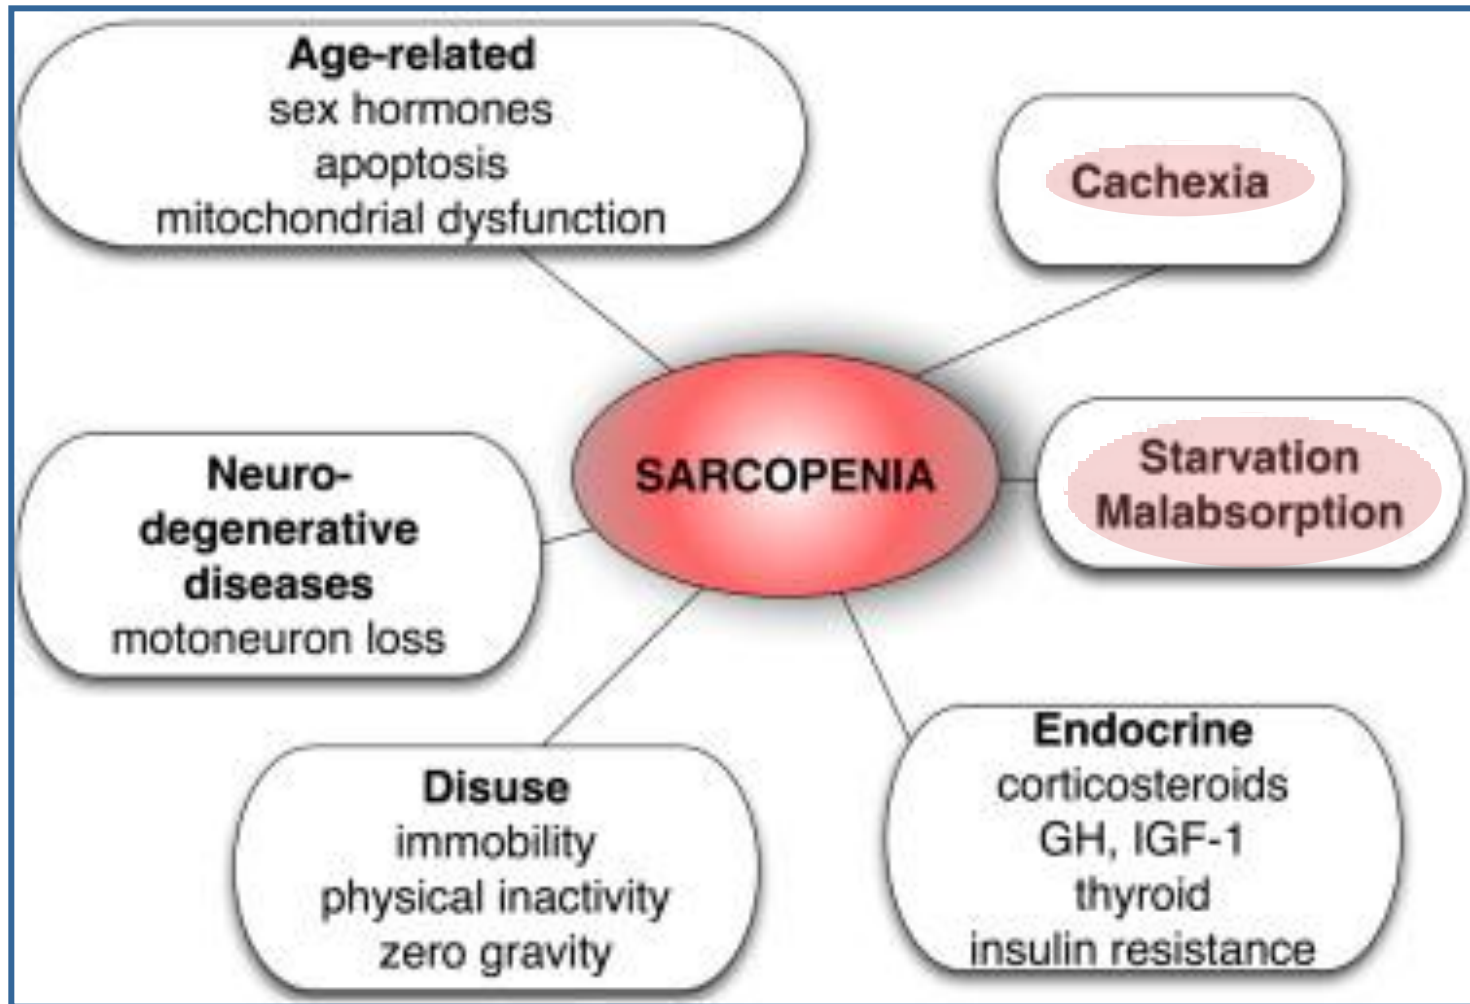 Age-related
sex hormones
apoptosis
mitochondrial dysfunction
Cachexia
SARCOPENIA
Starvation
Malabsorption
Neuro-
degenerative
diseases
motoneuron loss
Disuse
immobility
physical inactivity
zero gravity
Endocrine
corticosteroids
GH, IGF-1
thyroid
insulin resistance